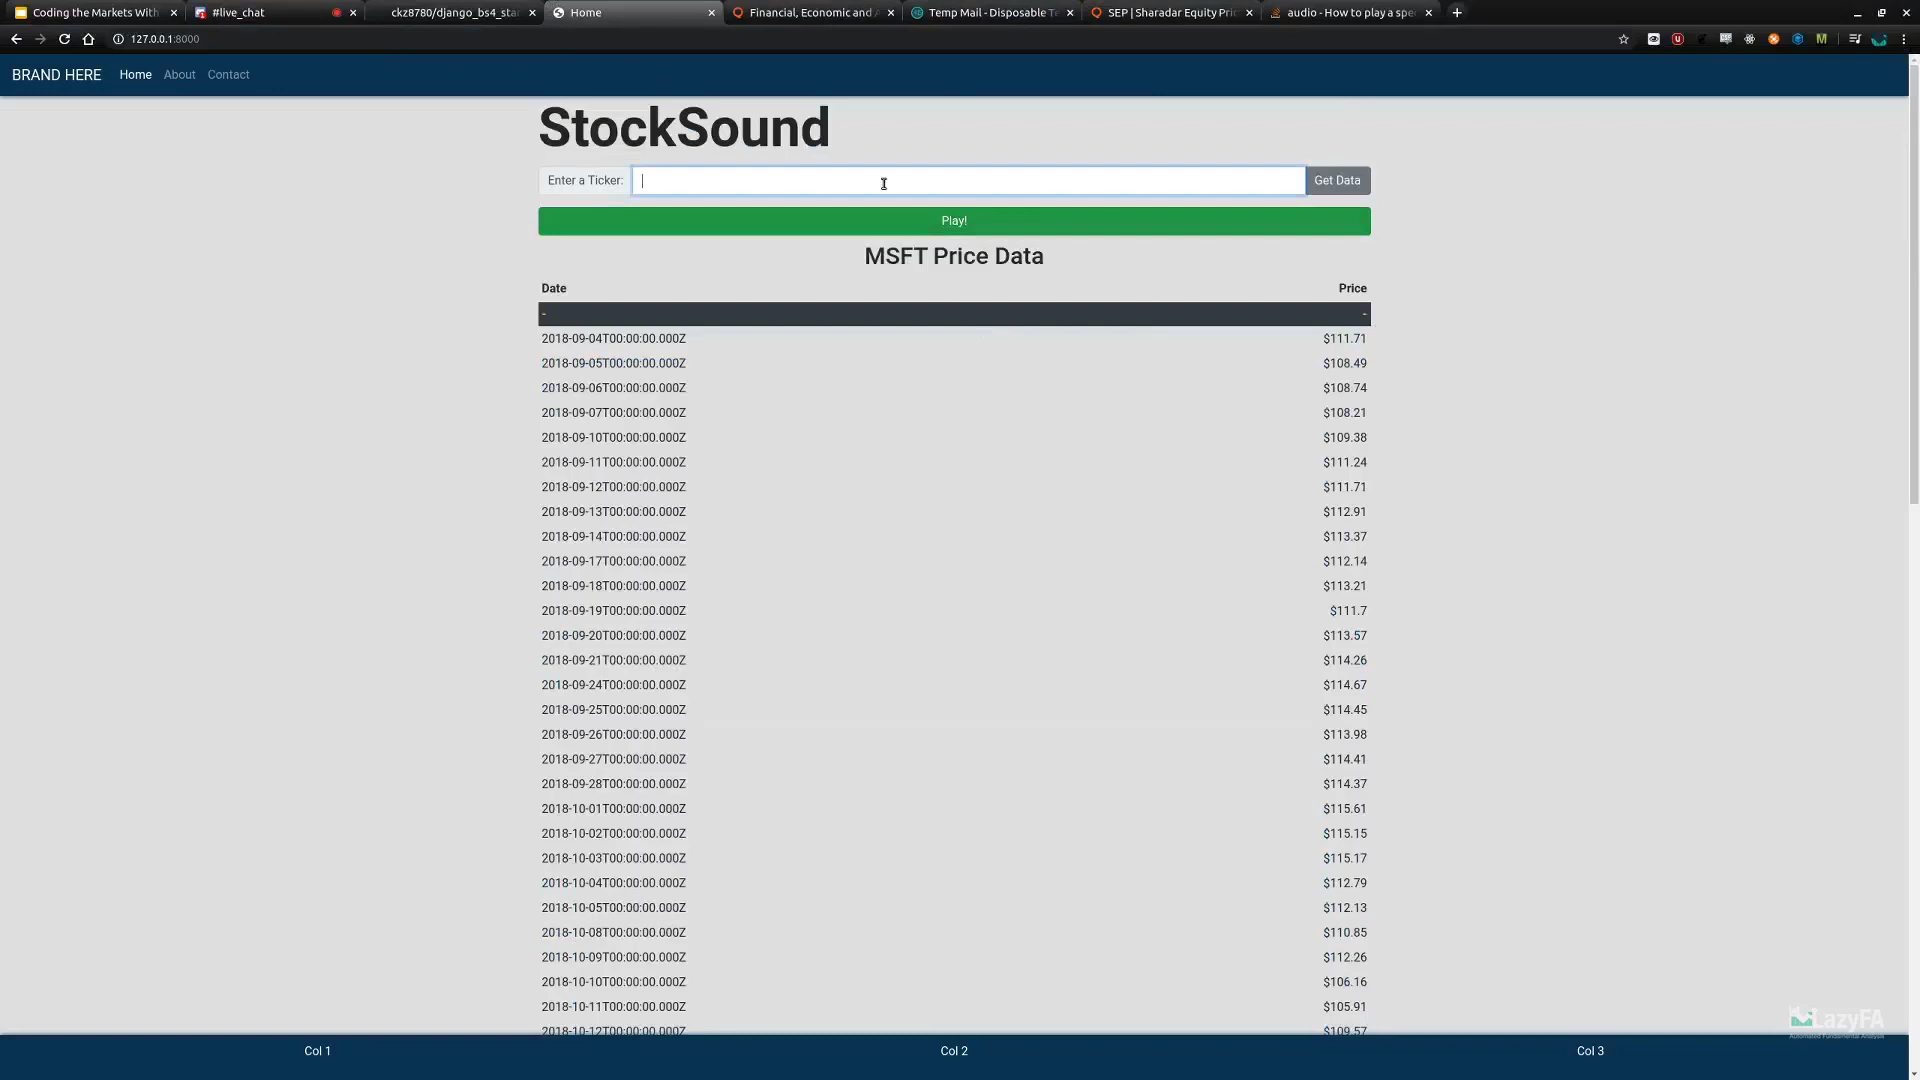 Coding the Markets With
#live_chat
ckz8780/django_bs4_sta
Home
Financial, Economic and A
Temp Mail - Disposable Te
SEP | Sharadar Equity Pric
audio - How to play a spe
127.0.0.1:8000
BRAND HERE Home About Contact
StockSound
Enter a Ticker: Get Data
Play!
MSFT Price Data
Date Price
- -
2018-09-04T00:00:00.000Z $111.71
2018-09-05T00:00:00.000Z $108.49
2018-09-06T00:00:00.000Z $108.74
2018-09-07T00:00:00.000Z $108.21
2018-09-10T00:00:00.000Z $109.38
2018-09-11T00:00:00.000Z $111.24
2018-09-12T00:00:00.000Z $111.71
2018-09-13T00:00:00.000Z $112.91
2018-09-14T00:00:00.000Z $113.37
2018-09-17T00:00:00.000Z $112.14
2018-09-18T00:00:00.000Z $113.21
2018-09-19T00:00:00.000Z $111.7
2018-09-20T00:00:00.000Z $113.57
2018-09-21T00:00:00.000Z $114.26
2018-09-24T00:00:00.000Z $114.67
2018-09-25T00:00:00.000Z $114.45
2018-09-26T00:00:00.000Z $113.98
2018-09-27T00:00:00.000Z $114.41
2018-09-28T00:00:00.000Z $114.37
2018-10-01T00:00:00.000Z $115.61
2018-10-02T00:00:00.000Z $115.15
2018-10-03T00:00:00.000Z $115.17
2018-10-04T00:00:00.000Z $112.79
2018-10-05T00:00:00.000Z $112.13
2018-10-08T00:00:00.000Z $110.85
2018-10-09T00:00:00.000Z $112.26
2018-10-10T00:00:00.000Z $106.16
2018-10-11T00:00:00.000Z $105.91
2018-10-12T00:00:00.000Z $109.57
LazyFA
Automated Fundamental Analysis
Col 1 Col 2 Col 3